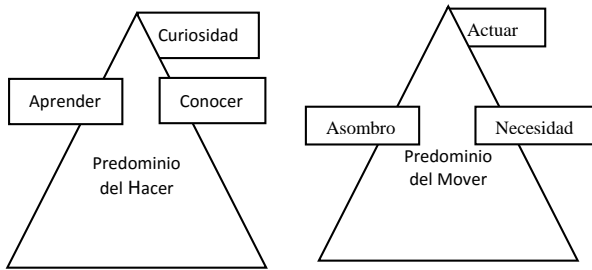 Curiosidad
Aprender
Conocer
Predominio
del Hacer
Actuar
Asombro
Necesidad
Predominio
del Mover